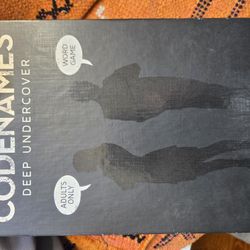 CODENAMES
DEEP UNDERCOVER
WORD
GAME
ADULTS
ONLY